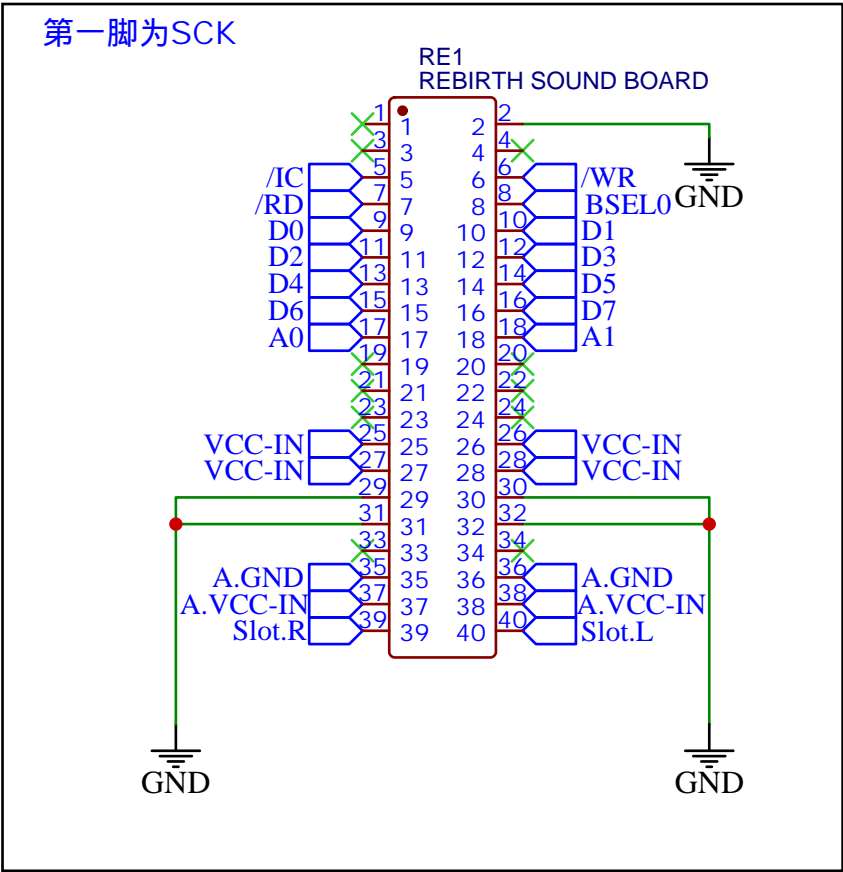 第一脚为SCK
RE1
REBIRTH SOUND BOARD
1 1 2 2
3 3 4 4
/IC 5 5 6 6 /WR
/RD 7 7 8 8 BSEL0
GND
D0 9 9 10 10 D1
D2 11 11 12 12 D3
D4 13 13 14 14 D5
D6 15 15 16 16 D7
A0 17 17 18 18 A1
19 19 20 20
21 21 22 22
23 23 24 24
VCC-IN 25 25 26 26 VCC-IN
VCC-IN 27 27 28 28 VCC-IN
29 29 30 30
31 31 32 32
33 33 34 34
A.GND 35 35 36 36 A.GND
A.VCC-IN 37 37 38 38 A.VCC-IN
Slot.R 39 39 40 40 Slot.L
GND GND